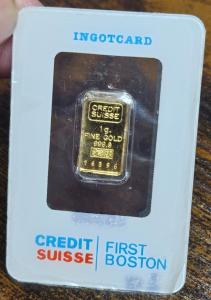 INGOTCARD
CREDIT
SUISSE
1g.
FINE GOLD
999,9
CREDIT | FIRST
SUISSE | BOSTON